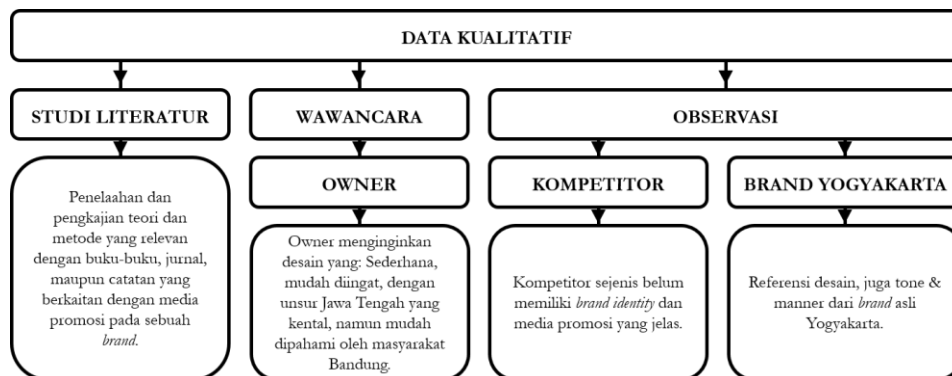 DATA KUALITATIF
STUDI LITERATUR
WAWANCARA
OBSERVASI
OWNER
KOMPETITOR
BRAND YOGYAKARTA
Penelaahan dan
pengkajian teori dan
metode yang relevan
dengan buku-buku, jurnal,
maupun catatan yang
berkaitan dengan media
promosi pada sebuah
brand.
Owner menginginkan
desain yang: Sederhana,
mudah diingat, dengan
unsur Jawa Tengah yang
kental, namun mudah
dipahami oleh masyarakat
Bandung.
Kompetitor sejenis belum
memiliki brand identity dan
media promosi yang jelas.
Referensi desain, juga tone &
manner dari brand asli
Yogyakarta.